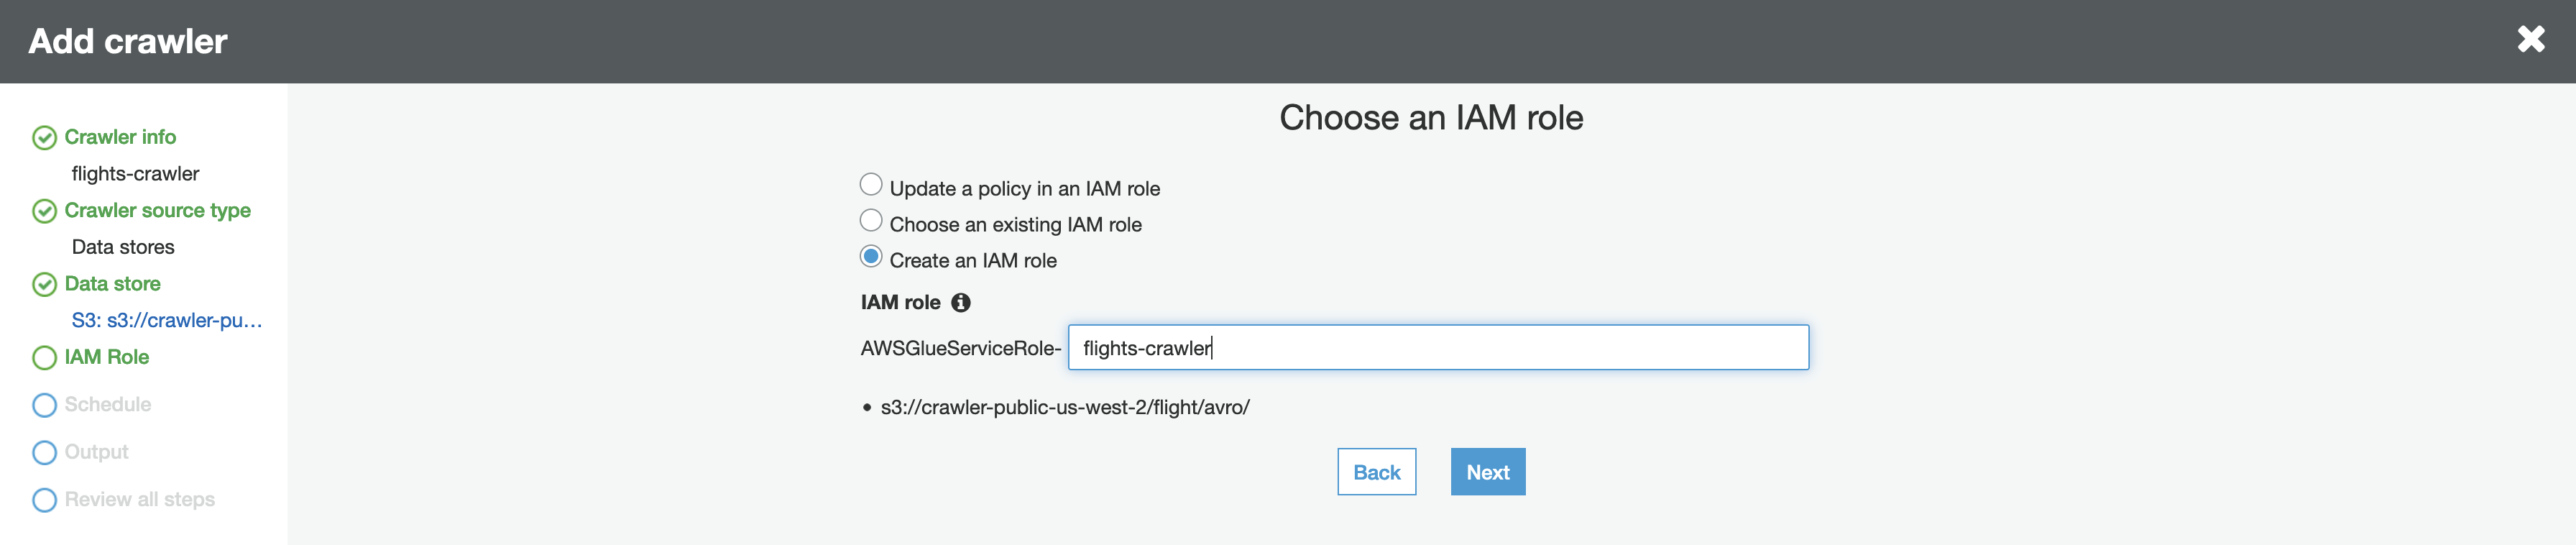 Add crawler
Crawler info
flights-crawler
Crawler source type
Data stores
Data store
S3: s3://crawler-pu...
IAM Role
Schedule
Output
Review all steps
Choose an IAM role
Update a policy in an IAM role
Choose an existing IAM role
Create an IAM role
IAM role
AWSGlueServiceRole- flights-crawler
• s3://crawler-public-us-west-2/flight/avro/
Back Next